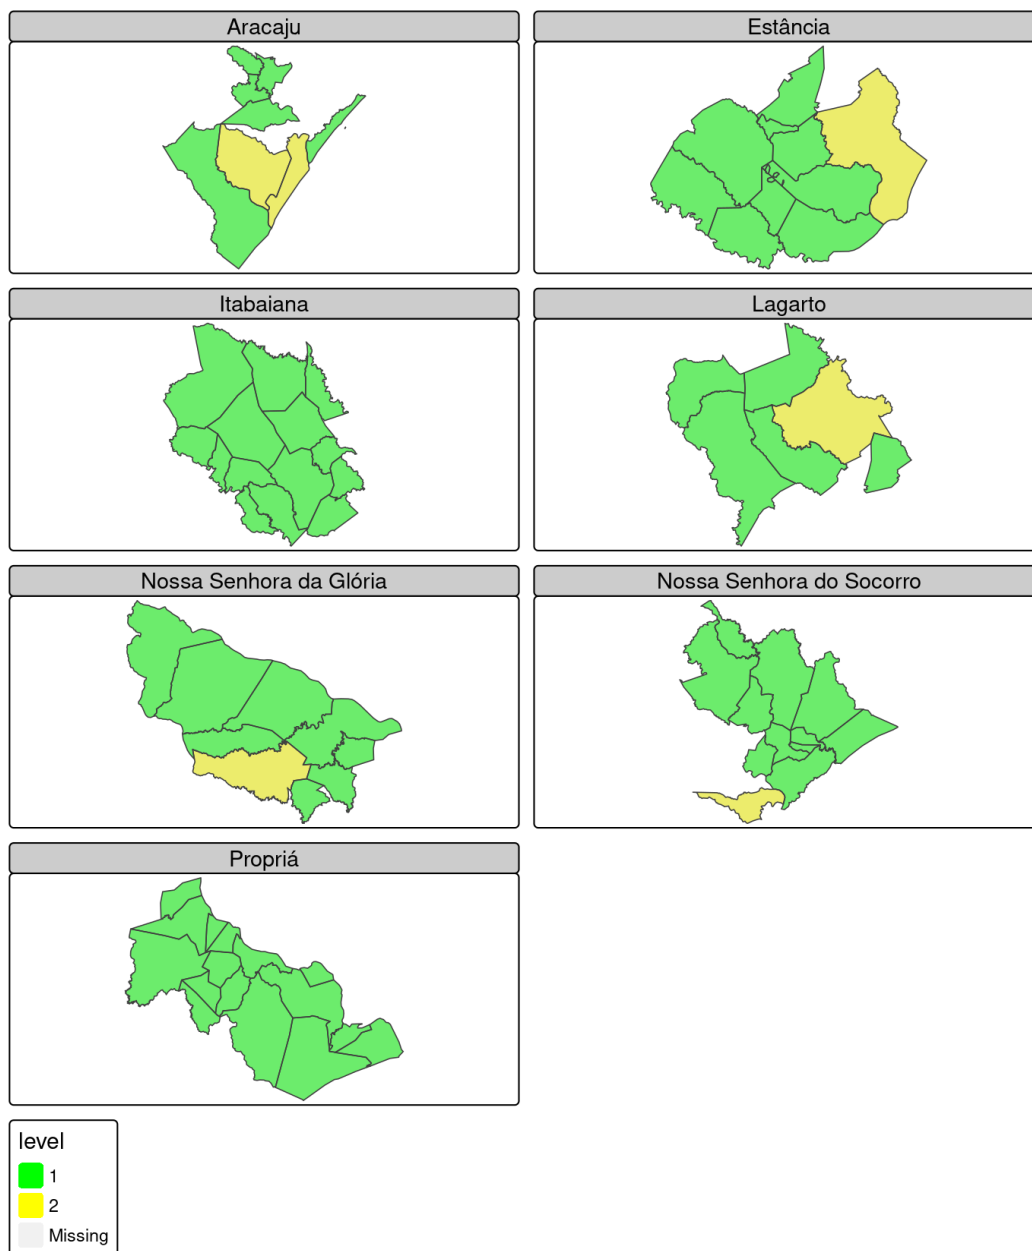 Aracaju
Estância
Itabaiana
Lagarto
Nossa Senhora da Glória
Nossa Senhora do Socorro
Propriá
level
1
2
Missing